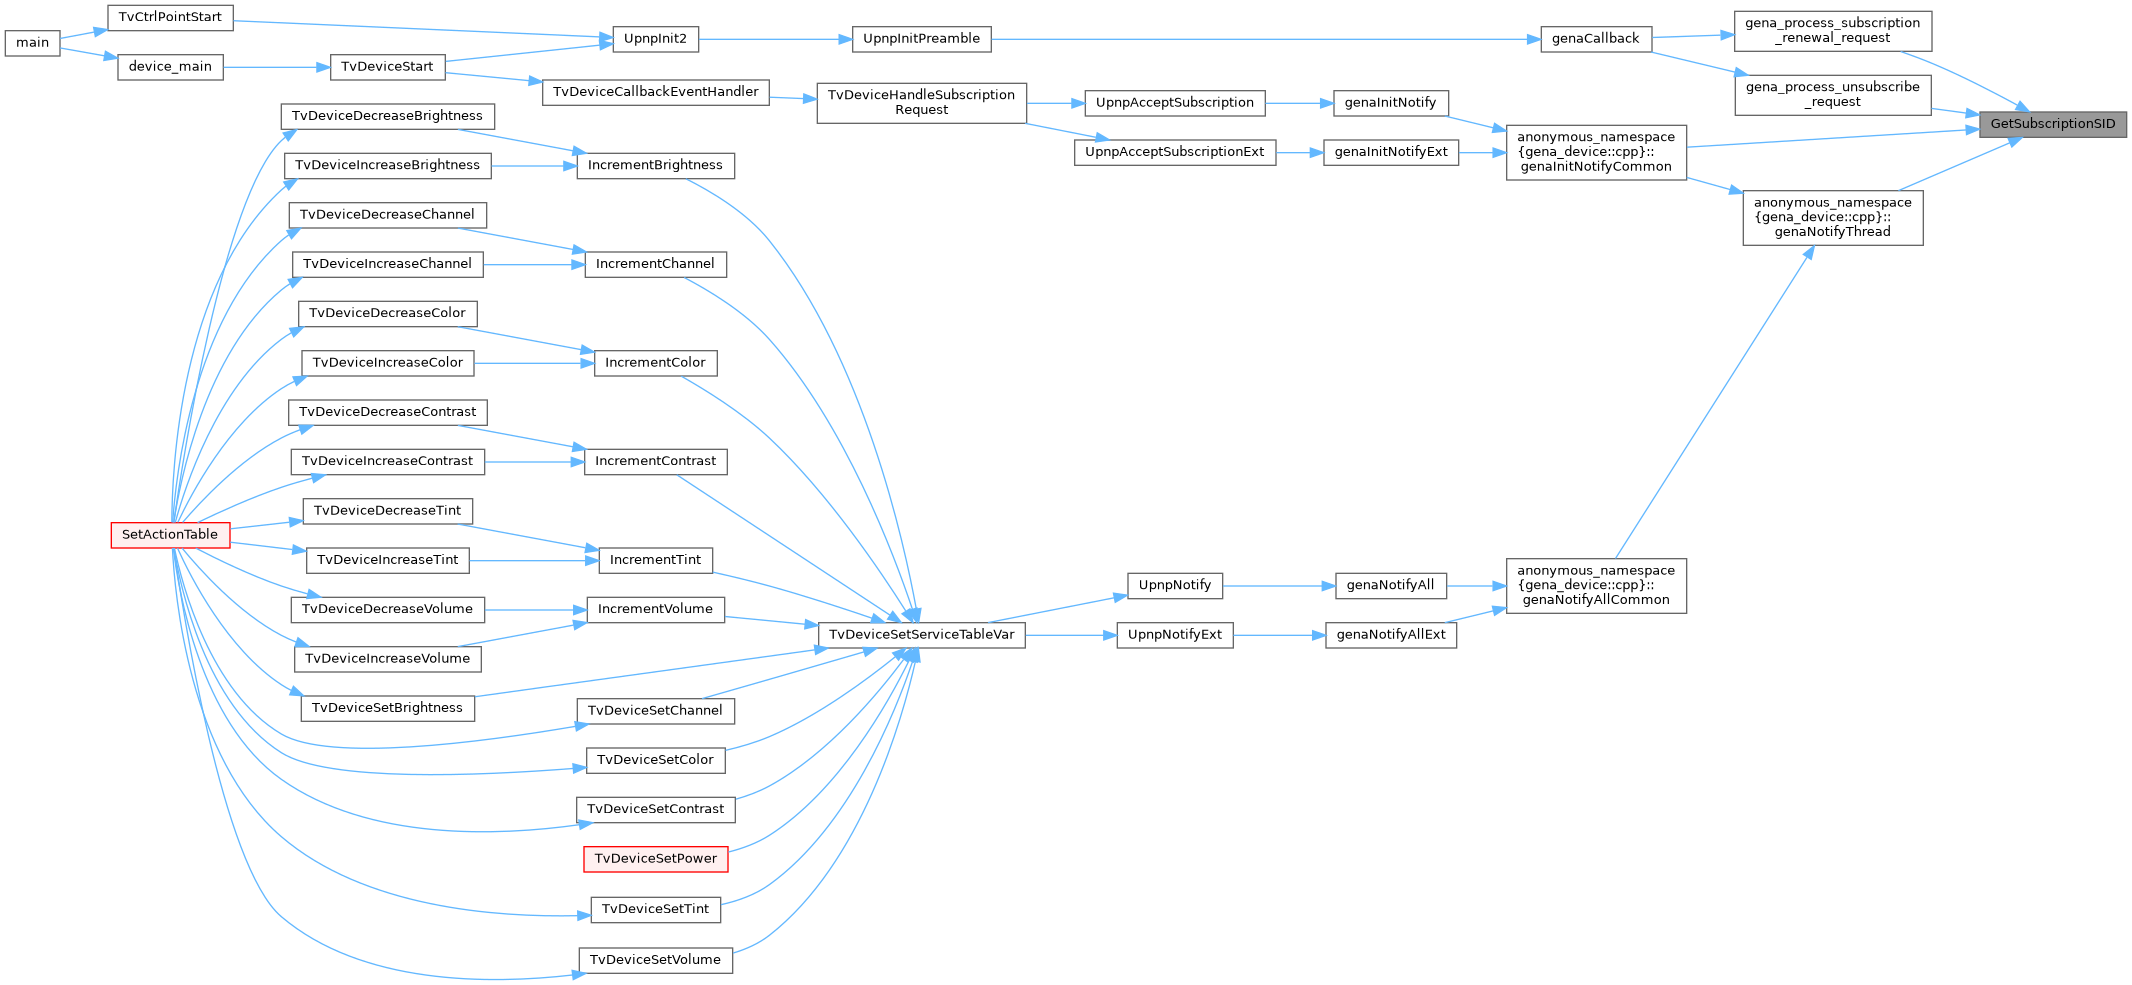 main
TvCtrlPointStart
device_main
TvDeviceStart
UpnpInit2
UpnpInitPreamble
genaCallback
gena_process_subscription
_renewal_request
gena_process_unsubscribe
_request
GetSubscriptionSID
TvDeviceCallbackEventHandler
TvDeviceHandleSubscription
Request
UpnpAcceptSubscription
genaInitNotify
UpnpAcceptSubscriptionExt
genaInitNotifyExt
anonymous_namespace
{gena_device::cpp}::
genaInitNotifyCommon
anonymous_namespace
{gena_device::cpp}::
genaNotifyThread
TvDeviceDecreaseBrightness
TvDeviceIncreaseBrightness
IncrementBrightness
TvDeviceDecreaseChannel
TvDeviceIncreaseChannel
IncrementChannel
TvDeviceDecreaseColor
TvDeviceIncreaseColor
IncrementColor
TvDeviceDecreaseContrast
TvDeviceIncreaseContrast
IncrementContrast
TvDeviceDecreaseTint
SetActionTable
TvDeviceIncreaseTint
IncrementTint
TvDeviceDecreaseVolume
IncrementVolume
TvDeviceIncreaseVolume
TvDeviceSetServiceTableVar
UpnpNotify
genaNotifyAll
UpnpNotifyExt
genaNotifyAllExt
anonymous_namespace
{gena_device::cpp}::
genaNotifyAllCommon
TvDeviceSetBrightness
TvDeviceSetChannel
TvDeviceSetColor
TvDeviceSetContrast
TvDeviceSetPower
TvDeviceSetTint
TvDeviceSetVolume